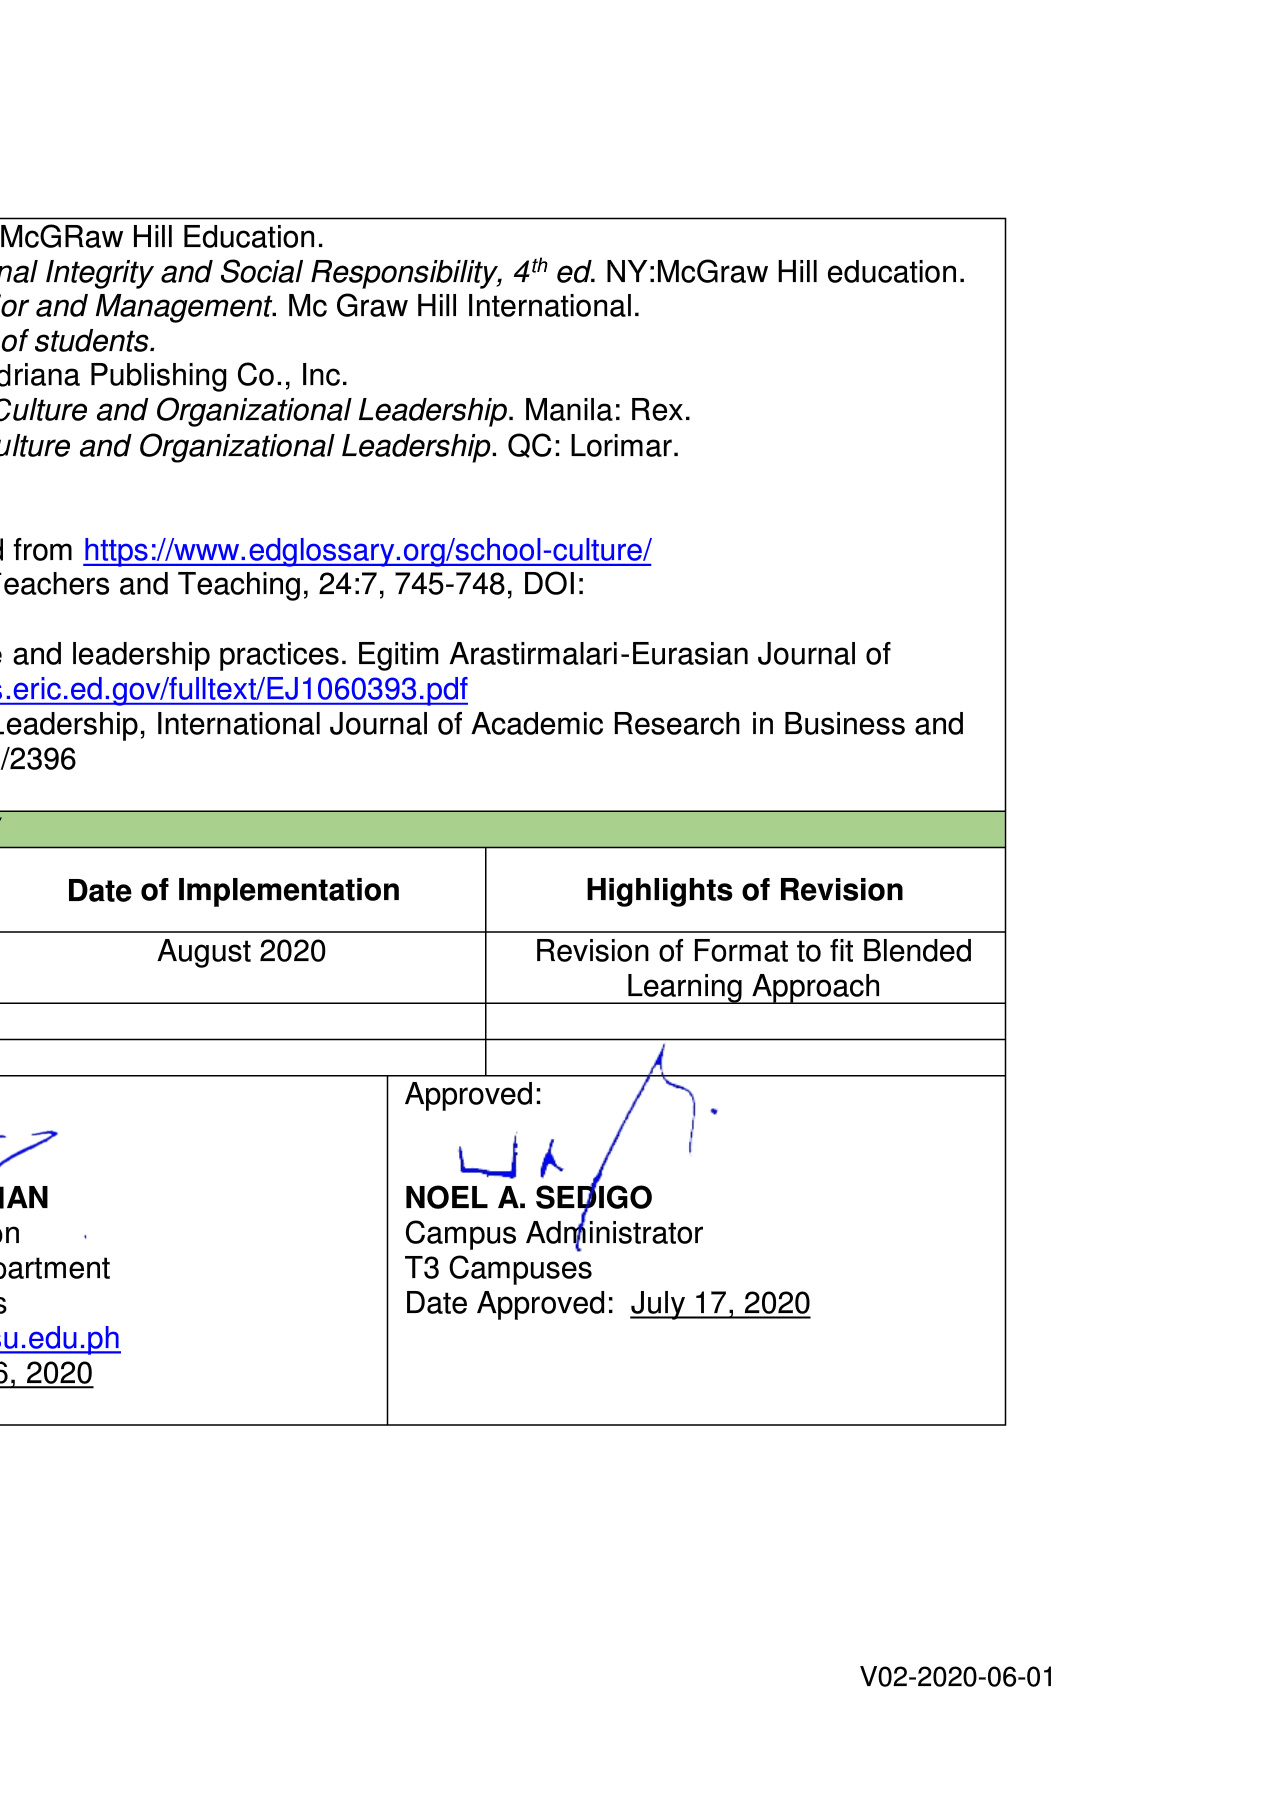 McGRaw Hill Education.
nal Integrity and Social Responsibility, 4th ed. NY:McGraw Hill education.
or and Management. Mc Graw Hill International.
of students.
driana Publishing Co., Inc.
Culture and Organizational Leadership. Manila: Rex.
ulture and Organizational Leadership. QC: Lorimar.
d from https://www.edglossary.org/school-culture/
Teachers and Teaching, 24:7, 745-748, DOI:
e and leadership practices. Egitim Arastirmalari-Eurasian Journal of
s.eric.ed.gov/fulltext/EJ1060393.pdf
Leadership, International Journal of Academic Research in Business and
/2396
Date of Implementation
Highlights of Revision
August 2020
Revision of Format to fit Blended
Learning Approach
IAN
on
partment
s
su.edu.ph
6, 2020
Approved:
NOEL A. SEDIGO
Campus Administrator
T3 Campuses
Date Approved: July 17, 2020
V02-2020-06-01